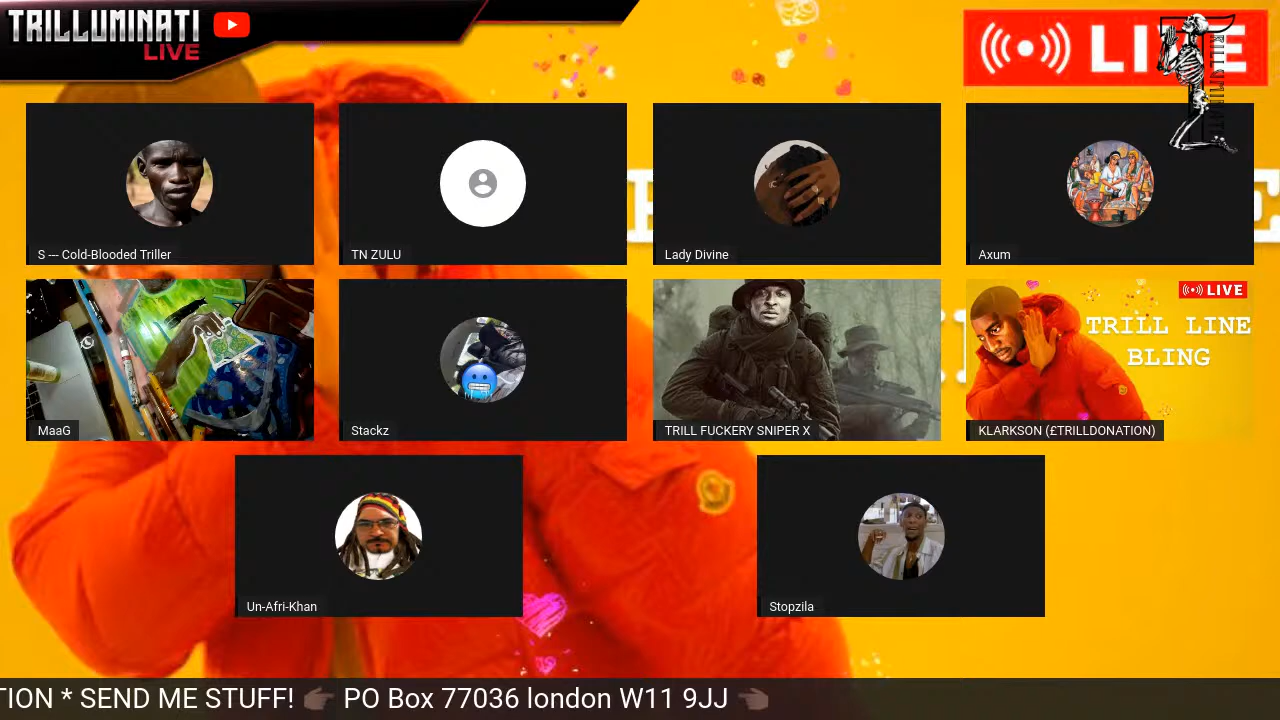 TRILLUMINATI
LIVE
LIVE
TRILLUMINATI
S --- Cold-Blooded Triller
TN ZULU
Lady Divine
Axum
MaaG
Stackz
TRILL FUCKERY SNIPER X
LIVE
TRILL LINE
BLING
KLARKSON (£TRILLDONATION)
Un-Afri-Khan
Stopzila
TION * SEND ME STUFF! 👉🏿 PO Box 77036 london W11 9JJ 👈🏿